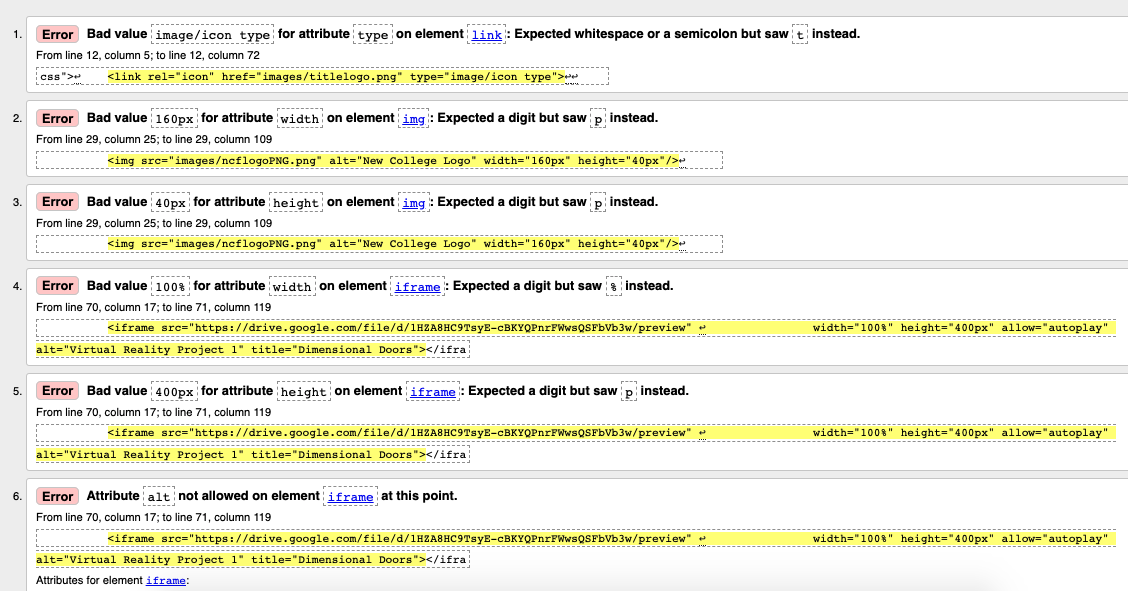 1. Error Bad value image/icon type for attribute type on element link: Expected whitespace or a semicolon but saw t instead.
From line 12, column 5; to line 12, column 72
css">↩ <link rel="icon" href="images/titlelogo.png" type="image/icon type">↩↩
2. Error Bad value 160px for attribute width on element img: Expected a digit but saw p instead.
From line 29, column 25; to line 29, column 109
<img src="images/ncflogoPNG.png" alt="New College Logo" width="160px" height="40px"/>↩
3. Error Bad value 40px for attribute height on element img: Expected a digit but saw p instead.
From line 29, column 25; to line 29, column 109
<img src="images/ncflogoPNG.png" alt="New College Logo" width="160px" height="40px"/>↩
4. Error Bad value 100% for attribute width on element iframe: Expected a digit but saw % instead.
From line 70, column 17; to line 71, column 119
<iframe src="https://drive.google.com/file/d/1HZA8HC9TsyE-cBKYQPnrFWwsQSFbVb3w/preview" ↩ width="100%" height="400px" allow="autoplay"
alt="Virtual Reality Project 1" title="Dimensional Doors"></ifra
5. Error Bad value 400px for attribute height on element iframe: Expected a digit but saw p instead.
From line 70, column 17; to line 71, column 119
<iframe src="https://drive.google.com/file/d/1HZA8HC9TsyE-cBKYQPnrFWwsQSFbVb3w/preview" ↩ width="100%" height="400px" allow="autoplay"
alt="Virtual Reality Project 1" title="Dimensional Doors"></ifra
6. Error Attribute alt not allowed on element iframe at this point.
From line 70, column 17; to line 71, column 119
<iframe src="https://drive.google.com/file/d/1HZA8HC9TsyE-cBKYQPnrFWwsQSFbVb3w/preview" ↩ width="100%" height="400px" allow="autoplay"
alt="Virtual Reality Project 1" title="Dimensional Doors"></ifra
Attributes for element iframe: